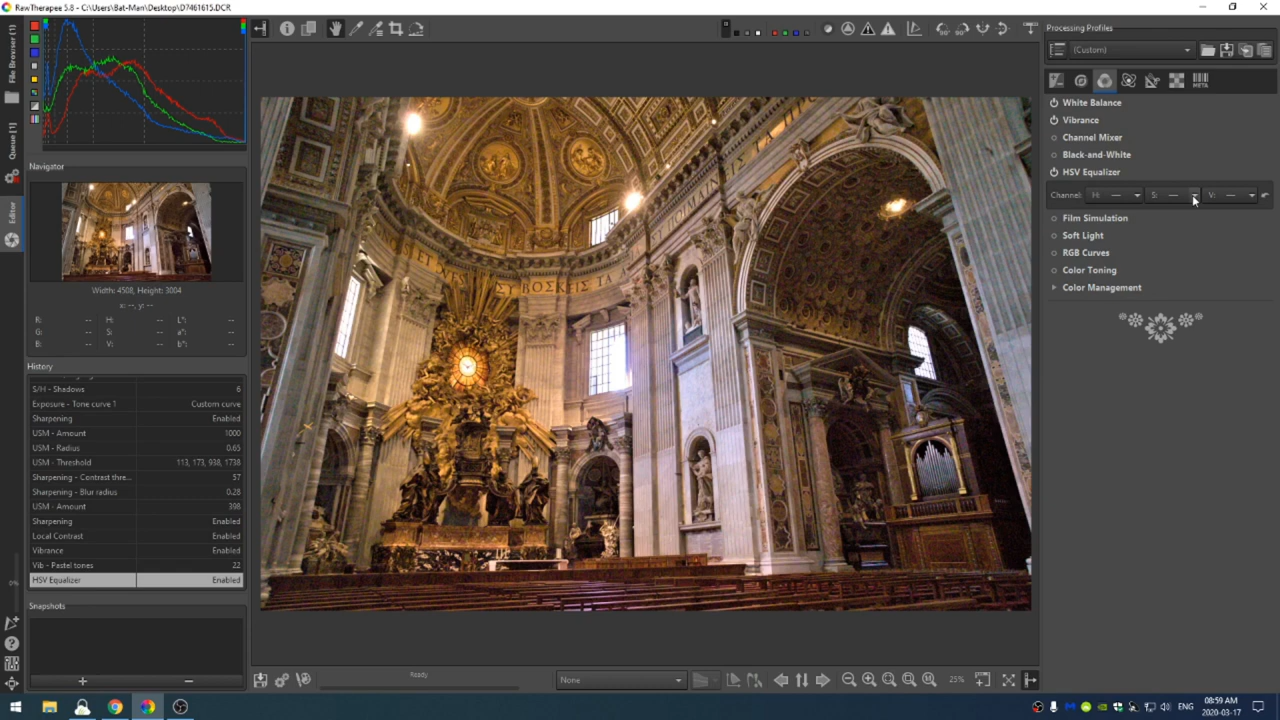 RawTherapee 5.8 - C:\Users\Bat-Man\Desktop\D7461615.DCR
File Browser [1]
Queue [1]
Editor
0%
Navigator
Width: 4508, Height: 3004
x: --, y: --
R: -- H: -- L*: --
G: -- S: -- a*: --
B: -- V: -- b*: --
History
S/H - Shadows 6
Exposure - Tone curve 1 Custom curve
Sharpening Enabled
USM - Amount 1000
USM - Radius 0.65
USM - Threshold 113, 173, 938, 1738
Sharpening - Contrast thre... 57
Sharpening - Blur radius 0.28
USM - Amount 398
Sharpening Enabled
Local Contrast Enabled
Vibrance Enabled
Vib - Pastel tones 22
HSV Equalizer Enabled
Snapshots
ΣΥ ΒΟΣΚΕΙΣ ΤΑ
Ready
None
25%
Processing Profiles
(Custom)
META
White Balance
Vibrance
Channel Mixer
Black-and-White
HSV Equalizer
Channel: H: S: V:
Film Simulation
Soft Light
RGB Curves
Color Toning
Color Management
ENG
08:59 AM
2020-03-17